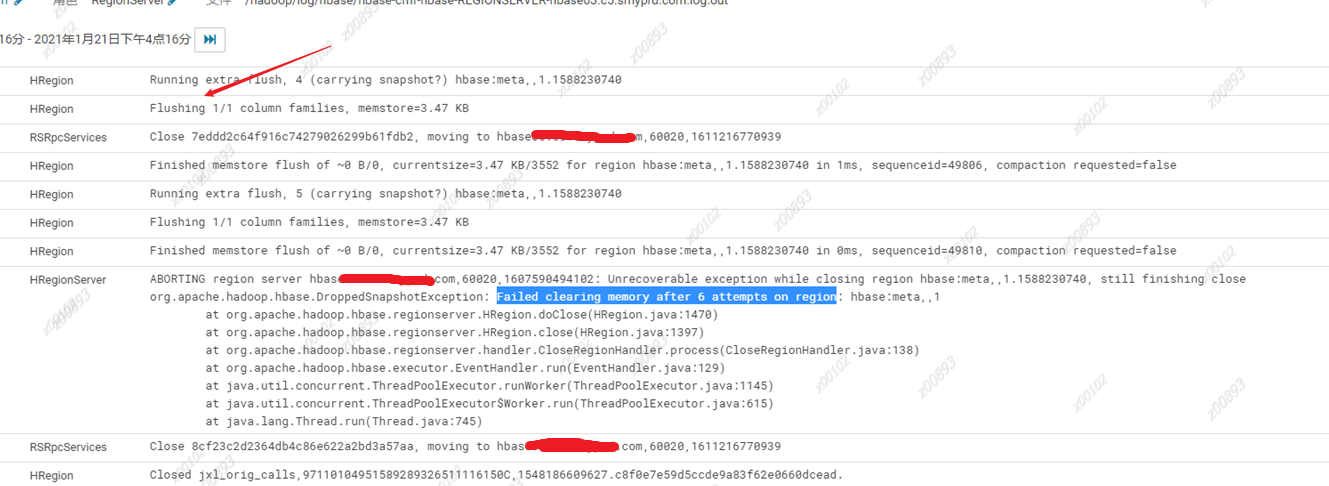 角色 RegionServer 文件 /hadoop/log/hbase/hbase-cmf-hbase-REGIONSERVER-hbase05.cs.smyprd.com.log.out
16分 - 2021年1月21日下午4点16分
HRegion Running extra flush, 4 (carrying snapshot?) hbase:meta,,1.1588230740
HRegion Flushing 1/1 column families, memstore=3.47 KB
RSRpcServices Close 7eddd2c64f916c74279026299b61fdb2, moving to hbase m,60020,1611216770939
HRegion Finished memstore flush of ~0 B/0, currentsize=3.47 KB/3552 for region hbase:meta,,1.1588230740 in 1ms, sequenceid=49806, compaction requested=false
HRegion Running extra flush, 5 (carrying snapshot?) hbase:meta,,1.1588230740
HRegion Flushing 1/1 column families, memstore=3.47 KB
HRegion Finished memstore flush of ~0 B/0, currentsize=3.47 KB/3552 for region hbase:meta,,1.1588230740 in 0ms, sequenceid=49810, compaction requested=false
HRegionServer ABORTING region server hbase com,60020,1607590494102: Unrecoverable exception while closing region hbase:meta,,1.1588230740, still finishing close
org.apache.hadoop.hbase.DroppedSnapshotException: Failed clearing memory after 6 attempts on region: hbase:meta,,1
at org.apache.hadoop.hbase.regionserver.HRegion.doClose(HRegion.java:1470)
at org.apache.hadoop.hbase.regionserver.HRegion.close(HRegion.java:1397)
at org.apache.hadoop.hbase.regionserver.handler.CloseRegionHandler.process(CloseRegionHandler.java:138)
at org.apache.hadoop.hbase.executor.EventHandler.run(EventHandler.java:129)
at java.util.concurrent.ThreadPoolExecutor.runWorker(ThreadPoolExecutor.java:1145)
at java.util.concurrent.ThreadPoolExecutor$Worker.run(ThreadPoolExecutor.java:615)
at java.lang.Thread.run(Thread.java:745)
RSRpcServices Close 8cf23c2d2364db4c86e622a2bd3a57aa, moving to hbas .com,60020,1611216770939
HRegion Closed jxl_orig_calls,97110104951589289326511116150C,1548186609627.c8f0e7e59d5ccde9a83f62e0660dcead.
z00102
z00893